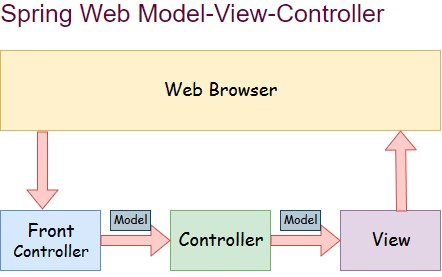 Spring Web Model-View-Controller
Web Browser
Front
Controller
Model
Controller
Model
View